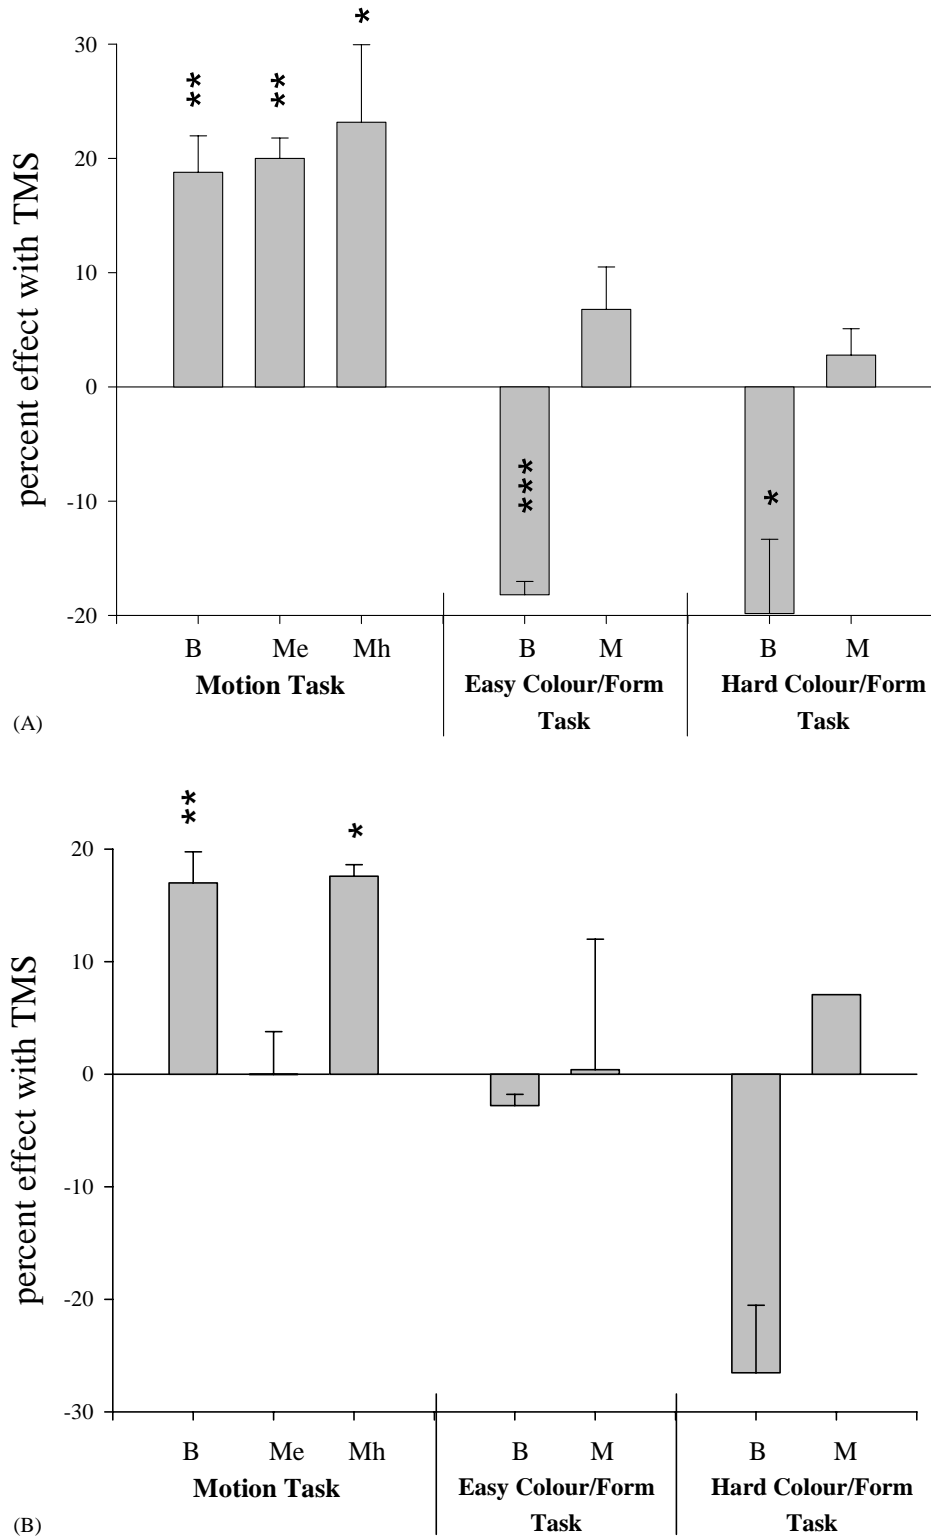 *
30
**
**
20
10
0
***
*
-10
-20
percent effect with TMS
B Me Mh B M B M
Motion Task Easy Colour/Form Hard Colour/Form
Task Task
(A)
**
*
20
10
0
-10
-20
-30
percent effect with TMS
B Me Mh B M B M
Motion Task Easy Colour/Form Hard Colour/Form
Task Task
(B)